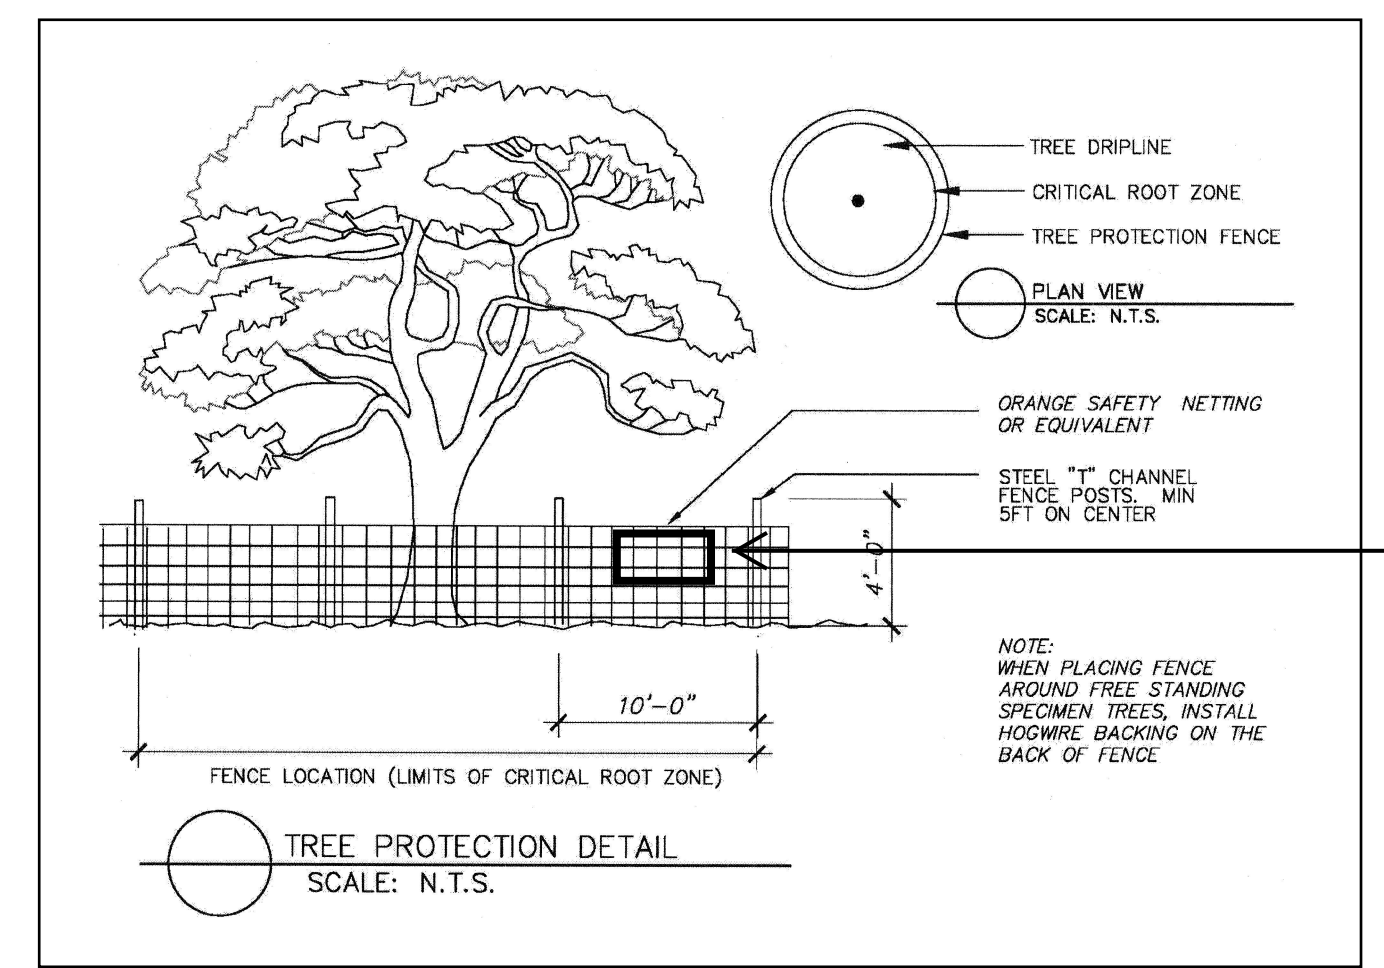 TREE DRIPLINE
CRITICAL ROOT ZONE
TREE PROTECTION FENCE
PLAN VIEW
SCALE: N.T.S.
ORANGE SAFETY NETTING
OR EQUIVALENT
STEEL "T" CHANNEL
FENCE POSTS. MIN
5FT ON CENTER
4'-0"
NOTE:
WHEN PLACING FENCE
AROUND FREE STANDING
SPECIMEN TREES, INSTALL
HOGWIRE BACKING ON THE
BACK OF FENCE
10'-0"
FENCE LOCATION (LIMITS OF CRITICAL ROOT ZONE)
TREE PROTECTION DETAIL
SCALE: N.T.S.